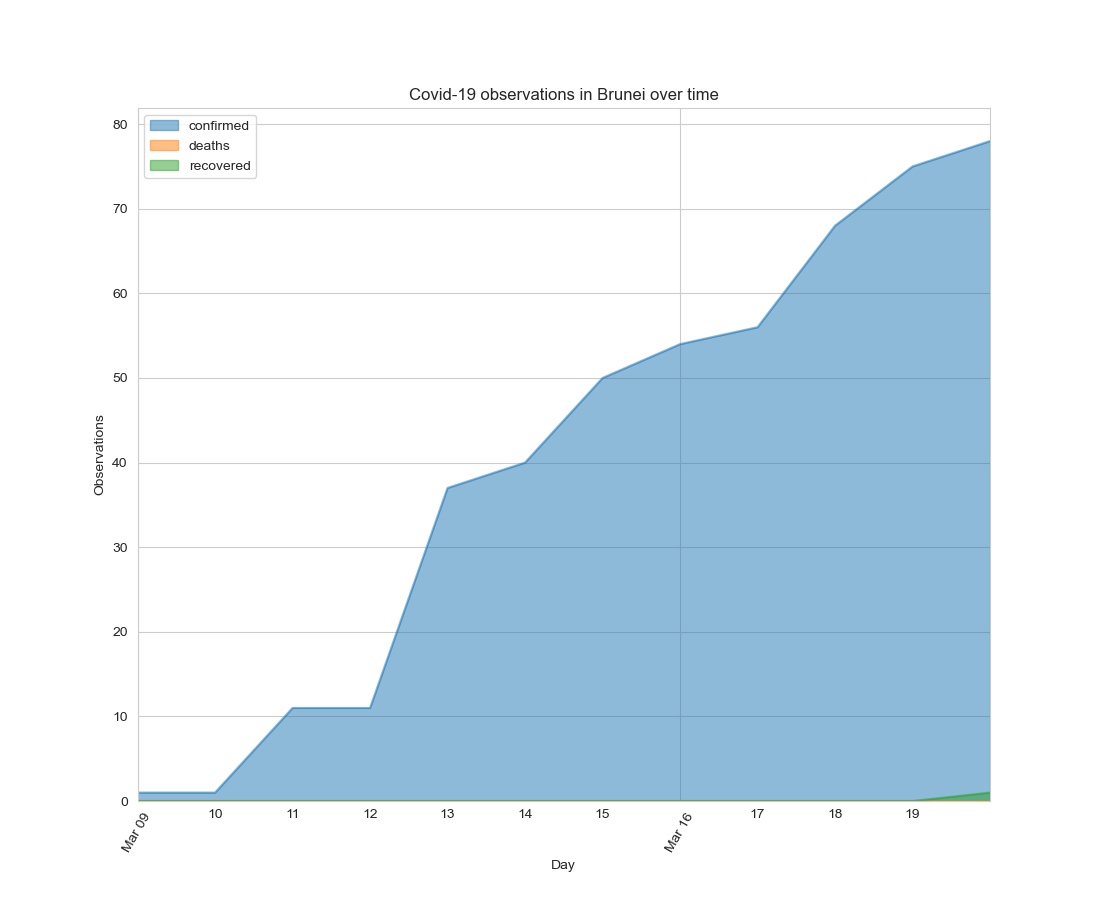 Covid-19 observations in Brunei over time
confirmed
deaths
recovered
80
70
60
50
40
30
20
10
0
Observations
Mar 09 10 11 12 13 14 15 Mar 16 17 18 19
Day